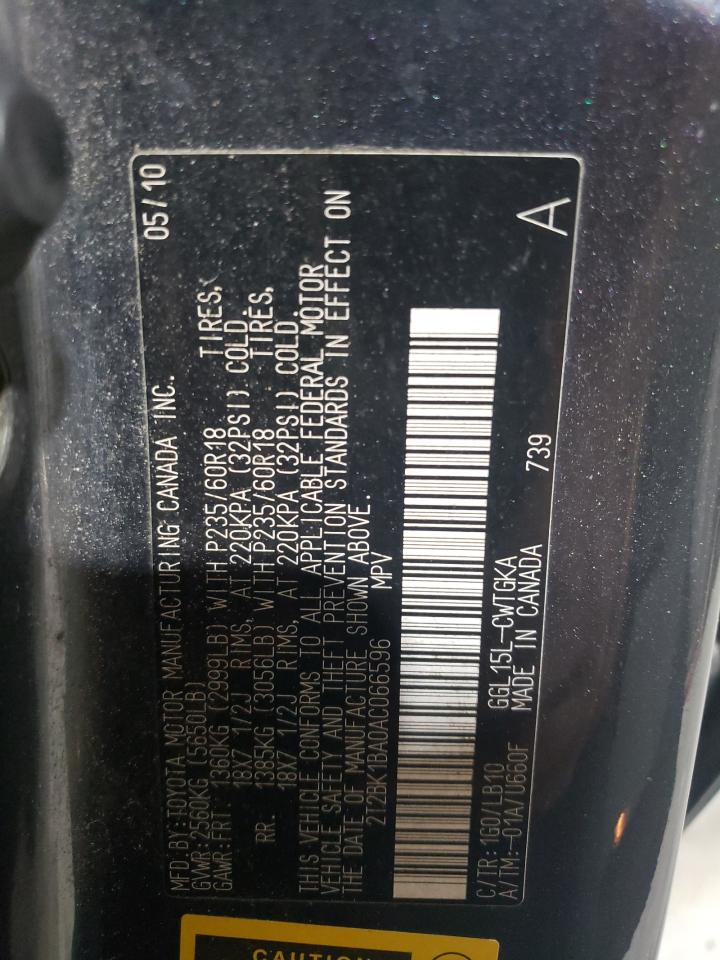 MFD. BY: TOYOTA MOTOR MANUFACTURING CANADA INC. 05/10
GVWR:2560KG (5650LB)
GAWR:FRT 1360KG (2999LB) WITH P235/60R18 TIRES,
18X7 1/2J RIMS, AT 220KPA (32PSI) COLD
RR. 1385KG (3056LB) WITH P235/60R18 TIRES,
18X7 1/2J RIMS, AT 220KPA (32PSI) COLD.
THIS VEHICLE CONFORMS TO ALL APPLICABLE FEDERAL MOTOR
VEHICLE SAFETY AND THEFT PREVENTION STANDARDS IN EFFECT ON
THE DATE OF MANUFACTURE SHOWN ABOVE.
2T2BK1BA0AC066596 MPV
C/TR:1G0/LB10 GGL15L-CWTGKA 739 A
A/TM:-01A/U660F MADE IN CANADA
CAUTION